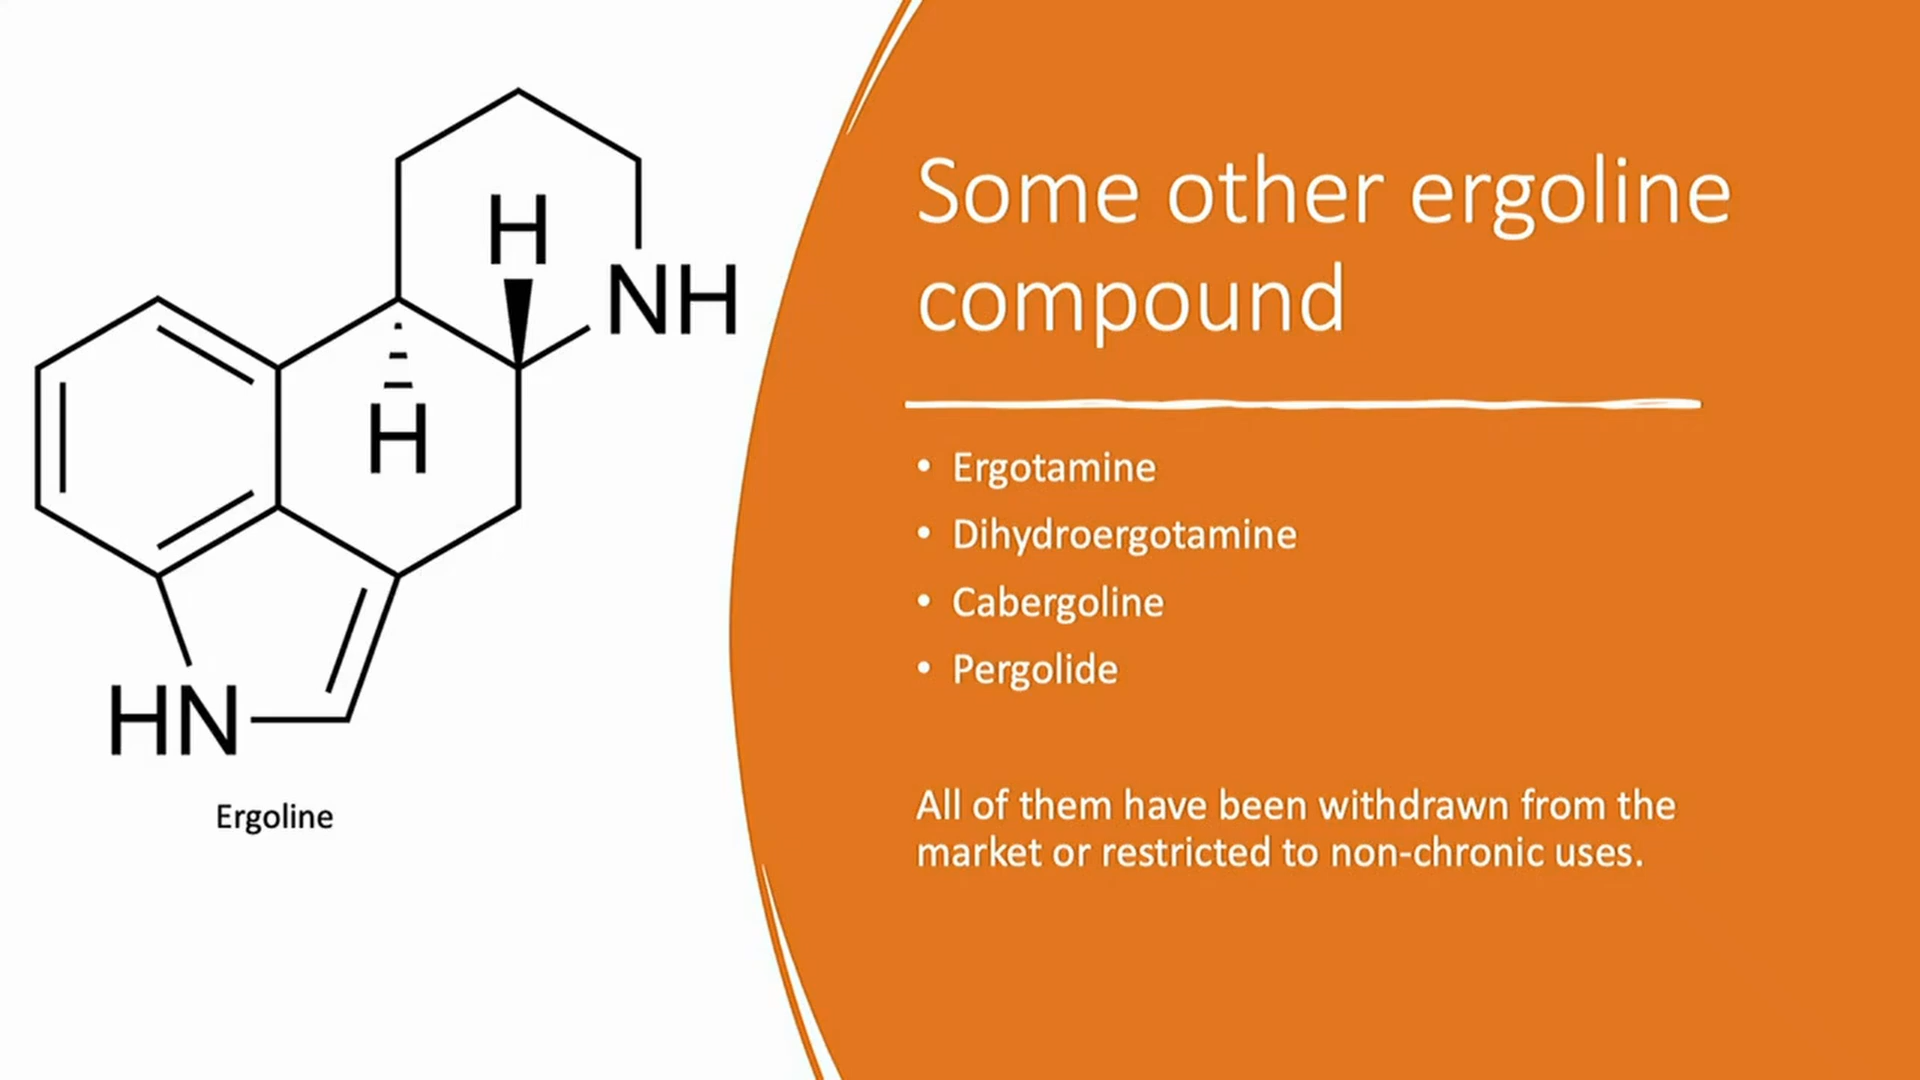 H
NH
H
HN
Ergoline
Some other ergoline
compound
• Ergotamine
• Dihydroergotamine
• Cabergoline
• Pergolide
All of them have been withdrawn from the
market or restricted to non-chronic uses.